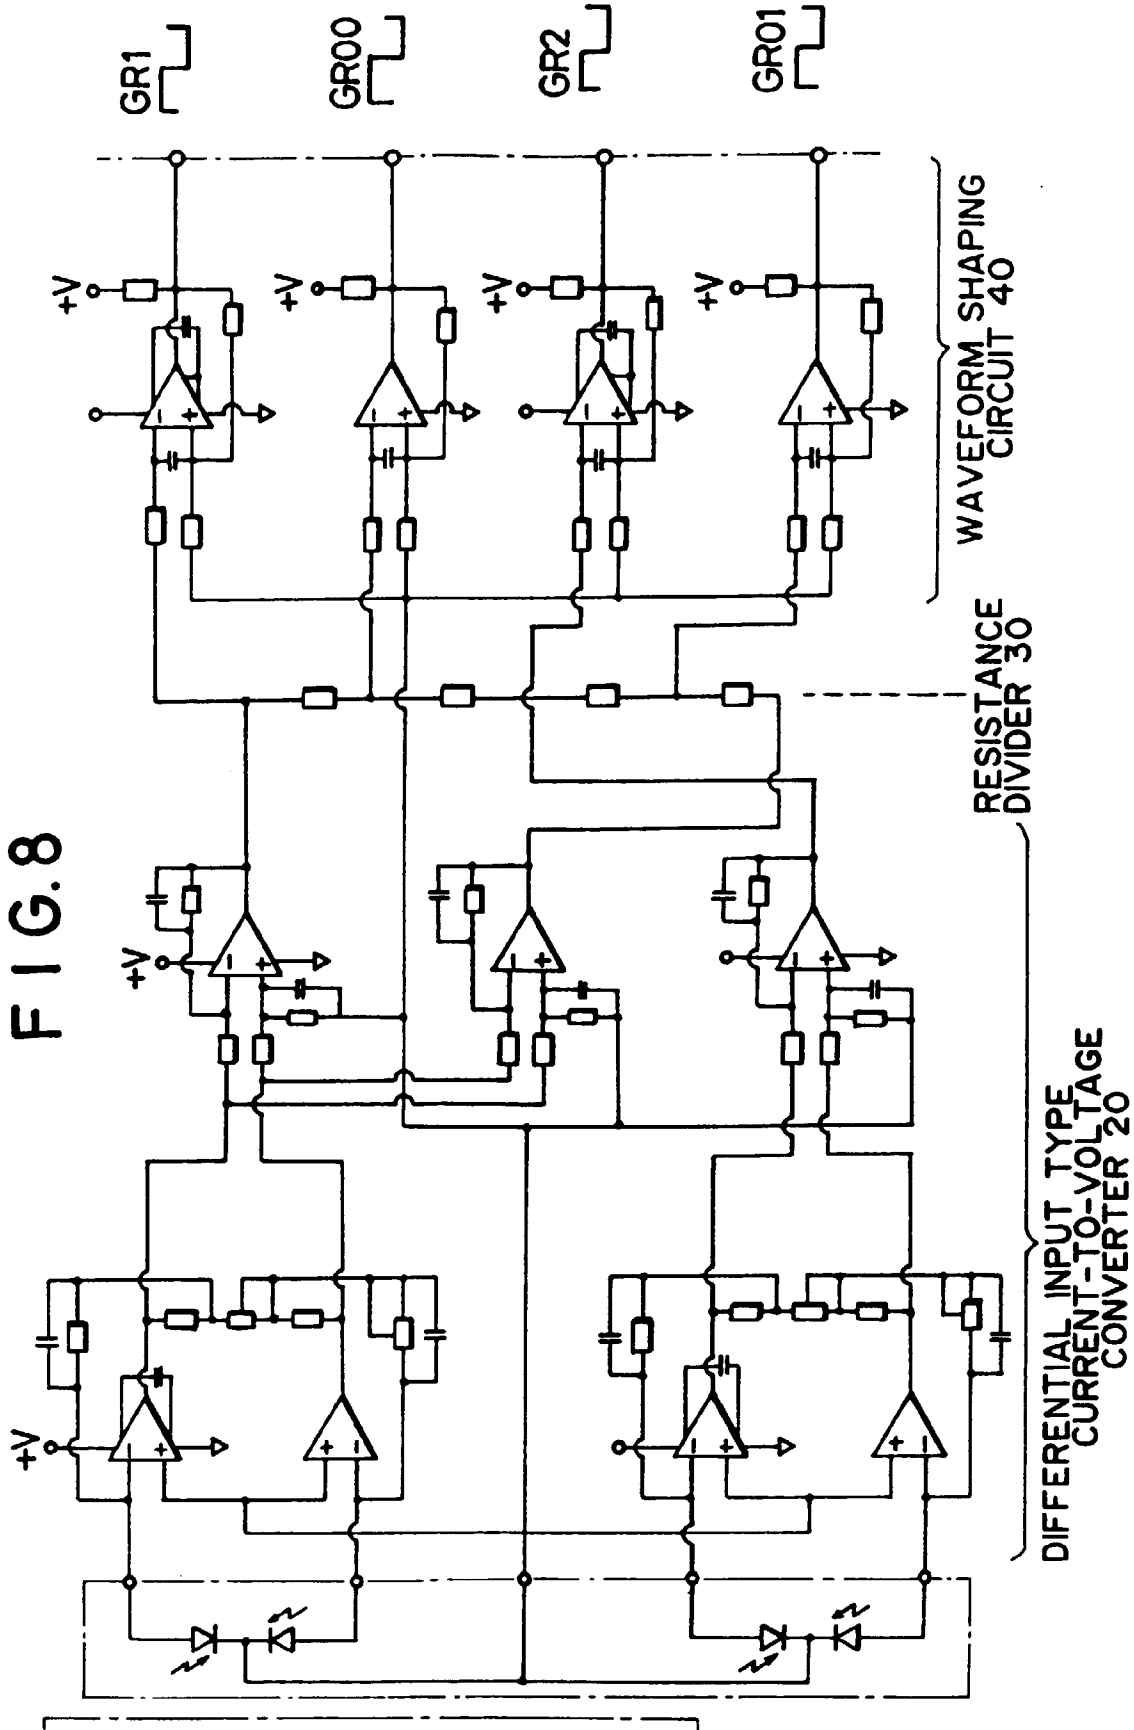 FIG.8
+V
+V
+V
+V
+V
+V
GR1
GR00
GR2
GR01
DIFFERENTIAL INPUT TYPE
CURRENT-TO-VOLTAGE
CONVERTER 20
RESISTANCE
DIVIDER 30
WAVEFORM SHAPING
CIRCUIT 40